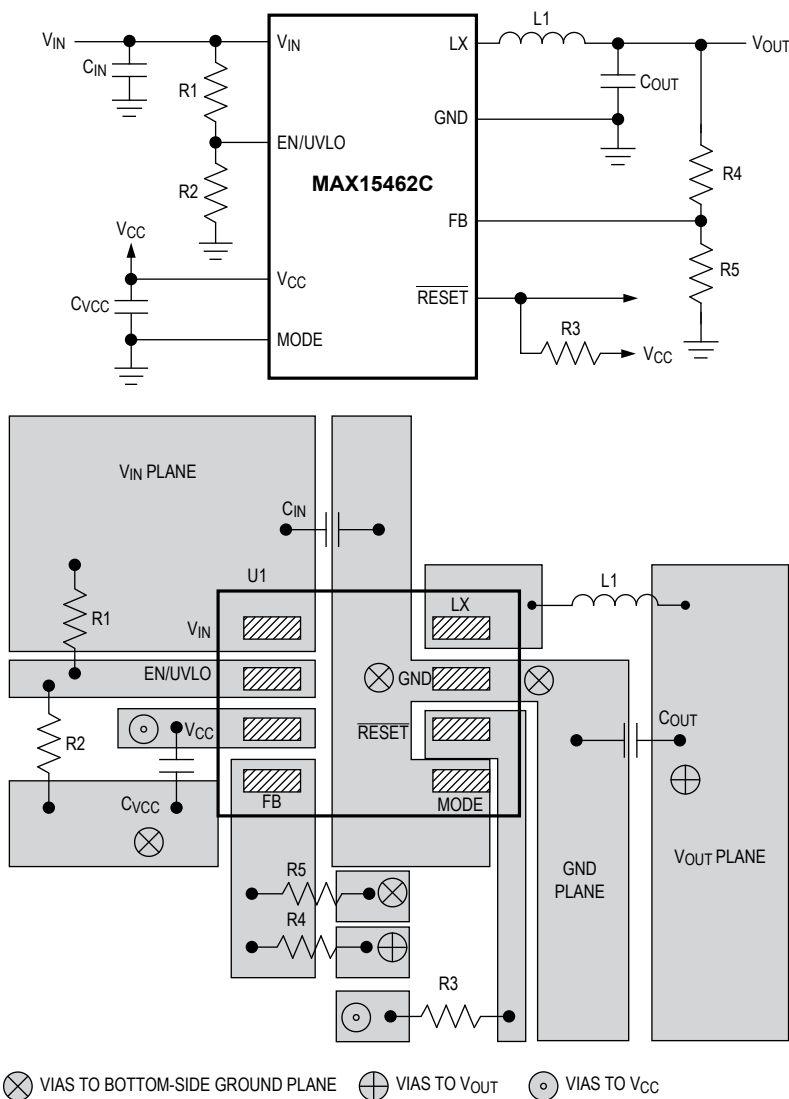 L1
VIN
VIN
LX
VOUT
CIN
R1
COUT
GND
EN/UVLO
MAX15462C
R4
R2
FB
VCC
R5
VCC
RESET
CVCC
R3
MODE
VCC
VIN PLANE
CIN
U1
L1
LX
R1
VIN
EN/UVLO
GND
COUT
VCC
RESET
R2
CVCC
FB
MODE
VOUT PLANE
GND
PLANE
R5
R4
R3
VIAS TO BOTTOM-SIDE GROUND PLANE
VIAS TO VOUT
VIAS TO VCC